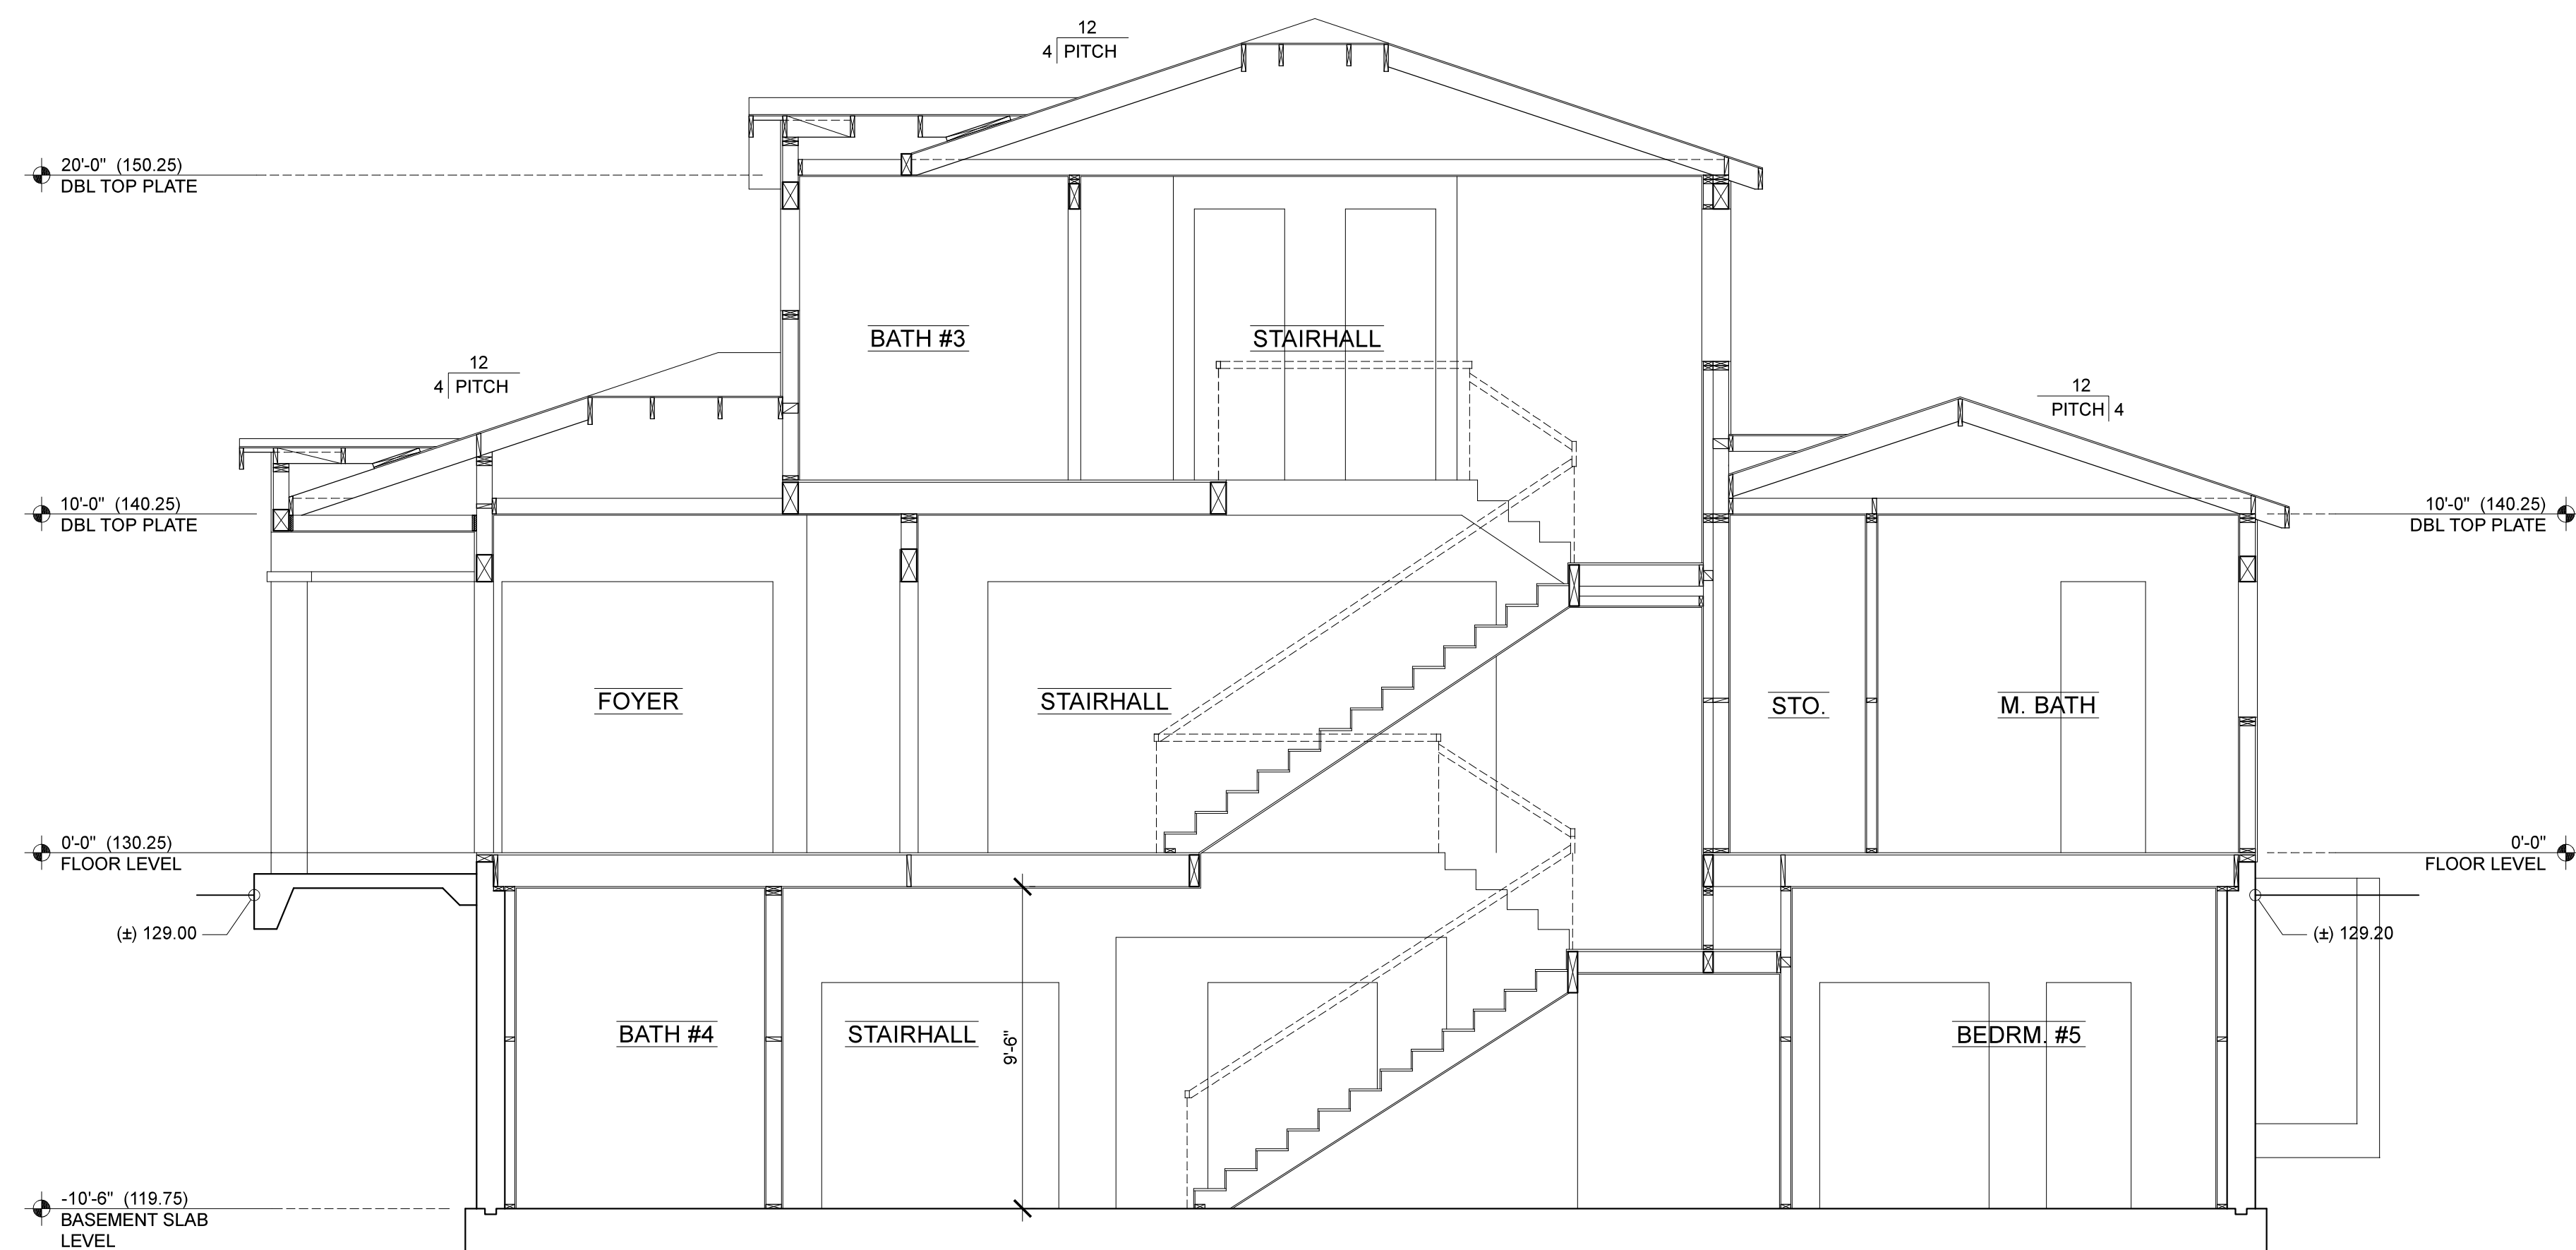 12
4 PITCH
20'-0" (150.25)
DBL TOP PLATE
BATH #3
STAIRHALL
12
4 PITCH
12
PITCH 4
10'-0" (140.25)
DBL TOP PLATE
10'-0" (140.25)
DBL TOP PLATE
FOYER
STAIRHALL
STO.
M. BATH
0'-0" (130.25)
FLOOR LEVEL
0'-0"
FLOOR LEVEL
(±) 129.00
(±) 129.20
BATH #4
STAIRHALL
9'-6"
BEDRM. #5
-10'-6" (119.75)
BASEMENT SLAB
LEVEL